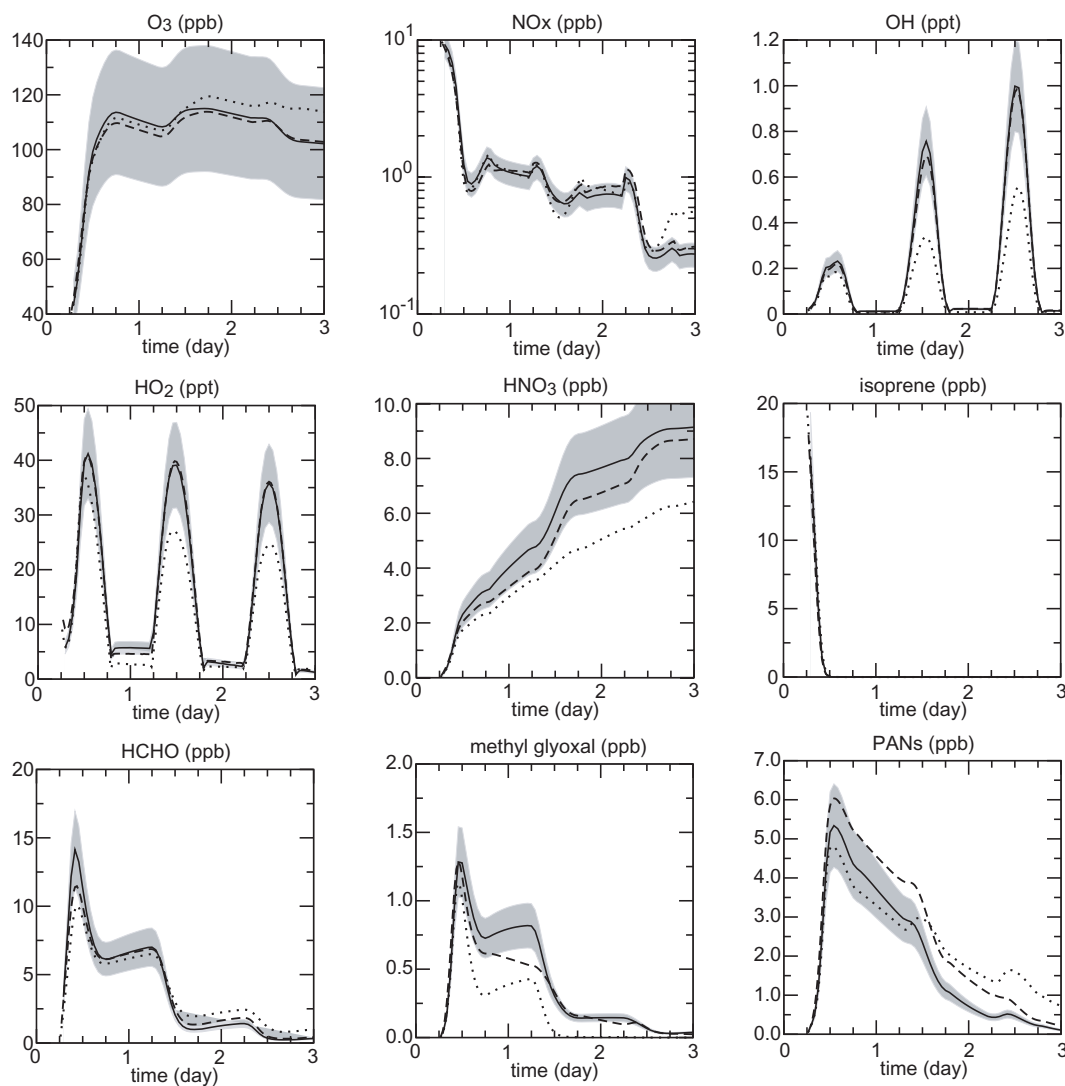 O3 (ppb) NOx (ppb) OH (ppt)
140
120
100
80
60
40
0 1 2 3
time (day)
10^1
10^0
10^-1
0 1 2 3
time (day)
1.2
1.0
0.8
0.6
0.4
0.2
0
0 1 2 3
time (day)
HO2 (ppt) HNO3 (ppb) isoprene (ppb)
50
40
30
20
10
0
0 1 2 3
time (day)
10.0
8.0
6.0
4.0
2.0
0.0
0 1 2 3
time (day)
20
15
10
5
0
0 1 2 3
time (day)
HCHO (ppb) methyl glyoxal (ppb) PANs (ppb)
20
15
10
5
0
0 1 2 3
time (day)
2.0
1.5
1.0
0.5
0.0
0 1 2 3
time (day)
7.0
6.0
5.0
4.0
3.0
2.0
1.0
0.0
0 1 2 3
time (day)